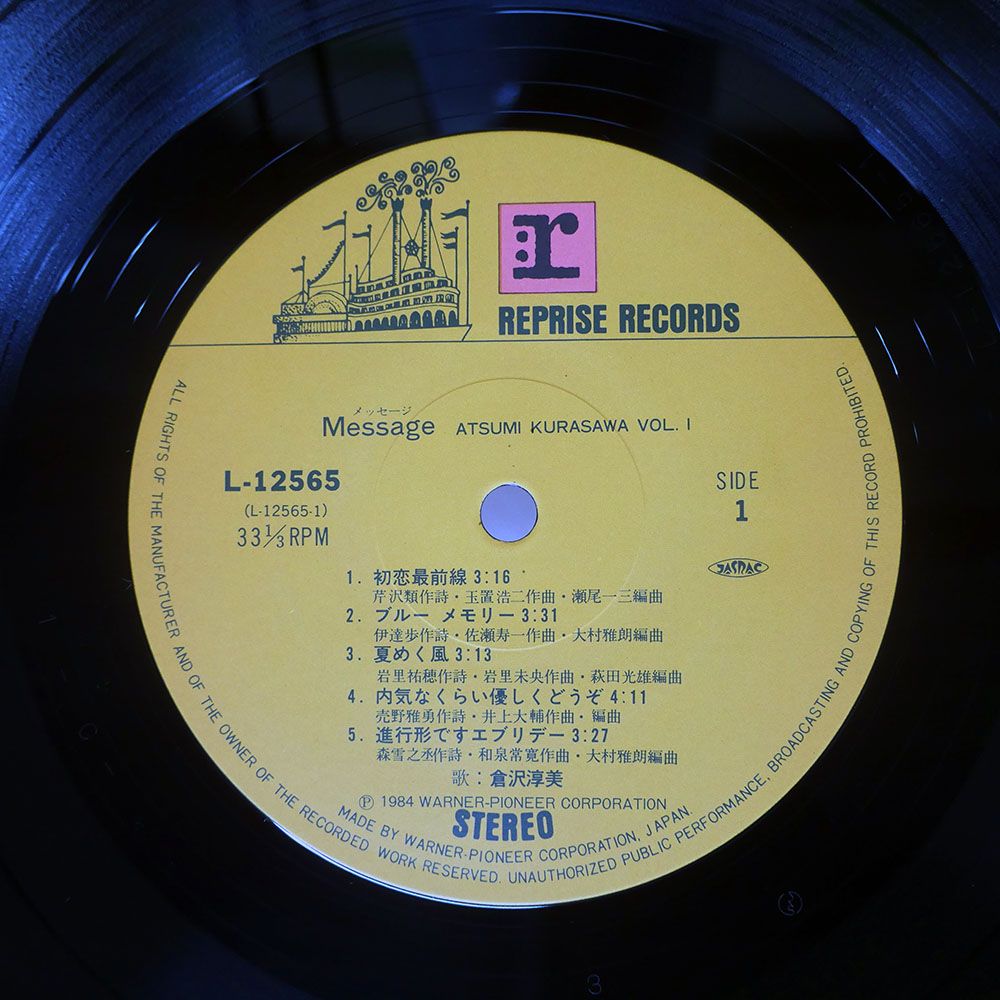 :r
REPRISE RECORDS
メッセージ
Message ATSUMI KURASAWA VOL. I
L-12565
(L-12565-1)
33⅓ RPM
SIDE
1
JASRAC
1. 初恋最前線 3:16
芹沢類作詩・玉置浩二作曲・瀬尾一三編曲
2. ブルー メモリー 3:31
伊達歩作詩・佐瀬寿一作曲・大村雅朗編曲
3. 夏めく風 3:13
岩里祐穂作詩・岩里未央作曲・萩田光雄編曲
4. 内気なくらい優しくどうぞ 4:11
売野雅勇作詩・井上大輔作曲・編曲
5. 進行形ですエブリデー 3:27
森雪之丞作詩・和泉常寛作曲・大村雅朗編曲
歌：倉沢淳美
℗ 1984 WARNER-PIONEER CORPORATION
STEREO
MADE BY WARNER-PIONEER CORPORATION, JAPAN.
ALL RIGHTS OF THE MANUFACTURER AND OF THE OWNER OF THE RECORDED WORK RESERVED. UNAUTHORIZED PUBLIC PERFORMANCE, BROADCASTING AND COPYING OF THIS RECORD PROHIBITED.
3